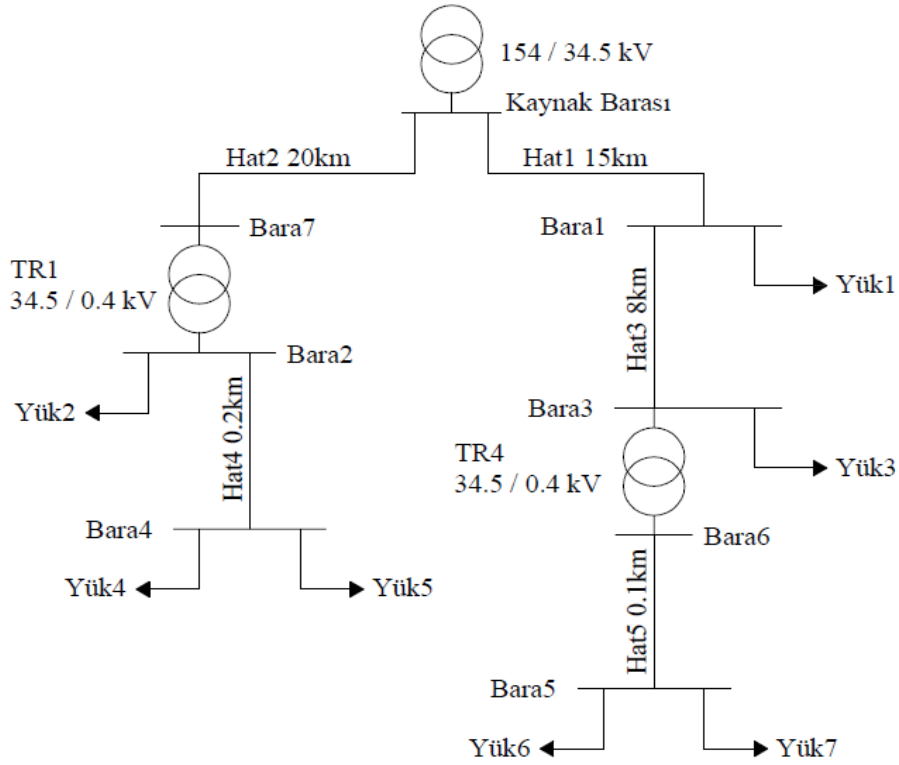 154 / 34.5 kV
Kaynak Barası
Hat2 20km
Hat1 15km
Bara7
Bara1
TR1
34.5 / 0.4 kV
Yük1
Hat3 8km
Bara2
Yük2
Hat4 0.2km
Bara3
TR4
34.5 / 0.4 kV
Yük3
Bara4
Bara6
Yük4
Yük5
Hat5 0.1km
Bara5
Yük6
Yük7